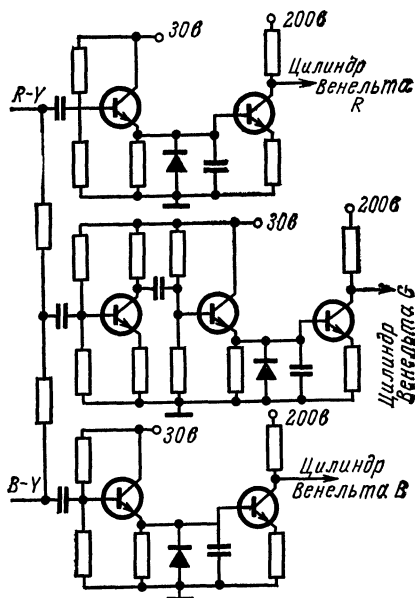 30в
200в
R-Y
Цилиндр
Венельта
R
30в
200в
Цилиндр
Венельта G
30в
200в
B-Y
Цилиндр
Венельта B